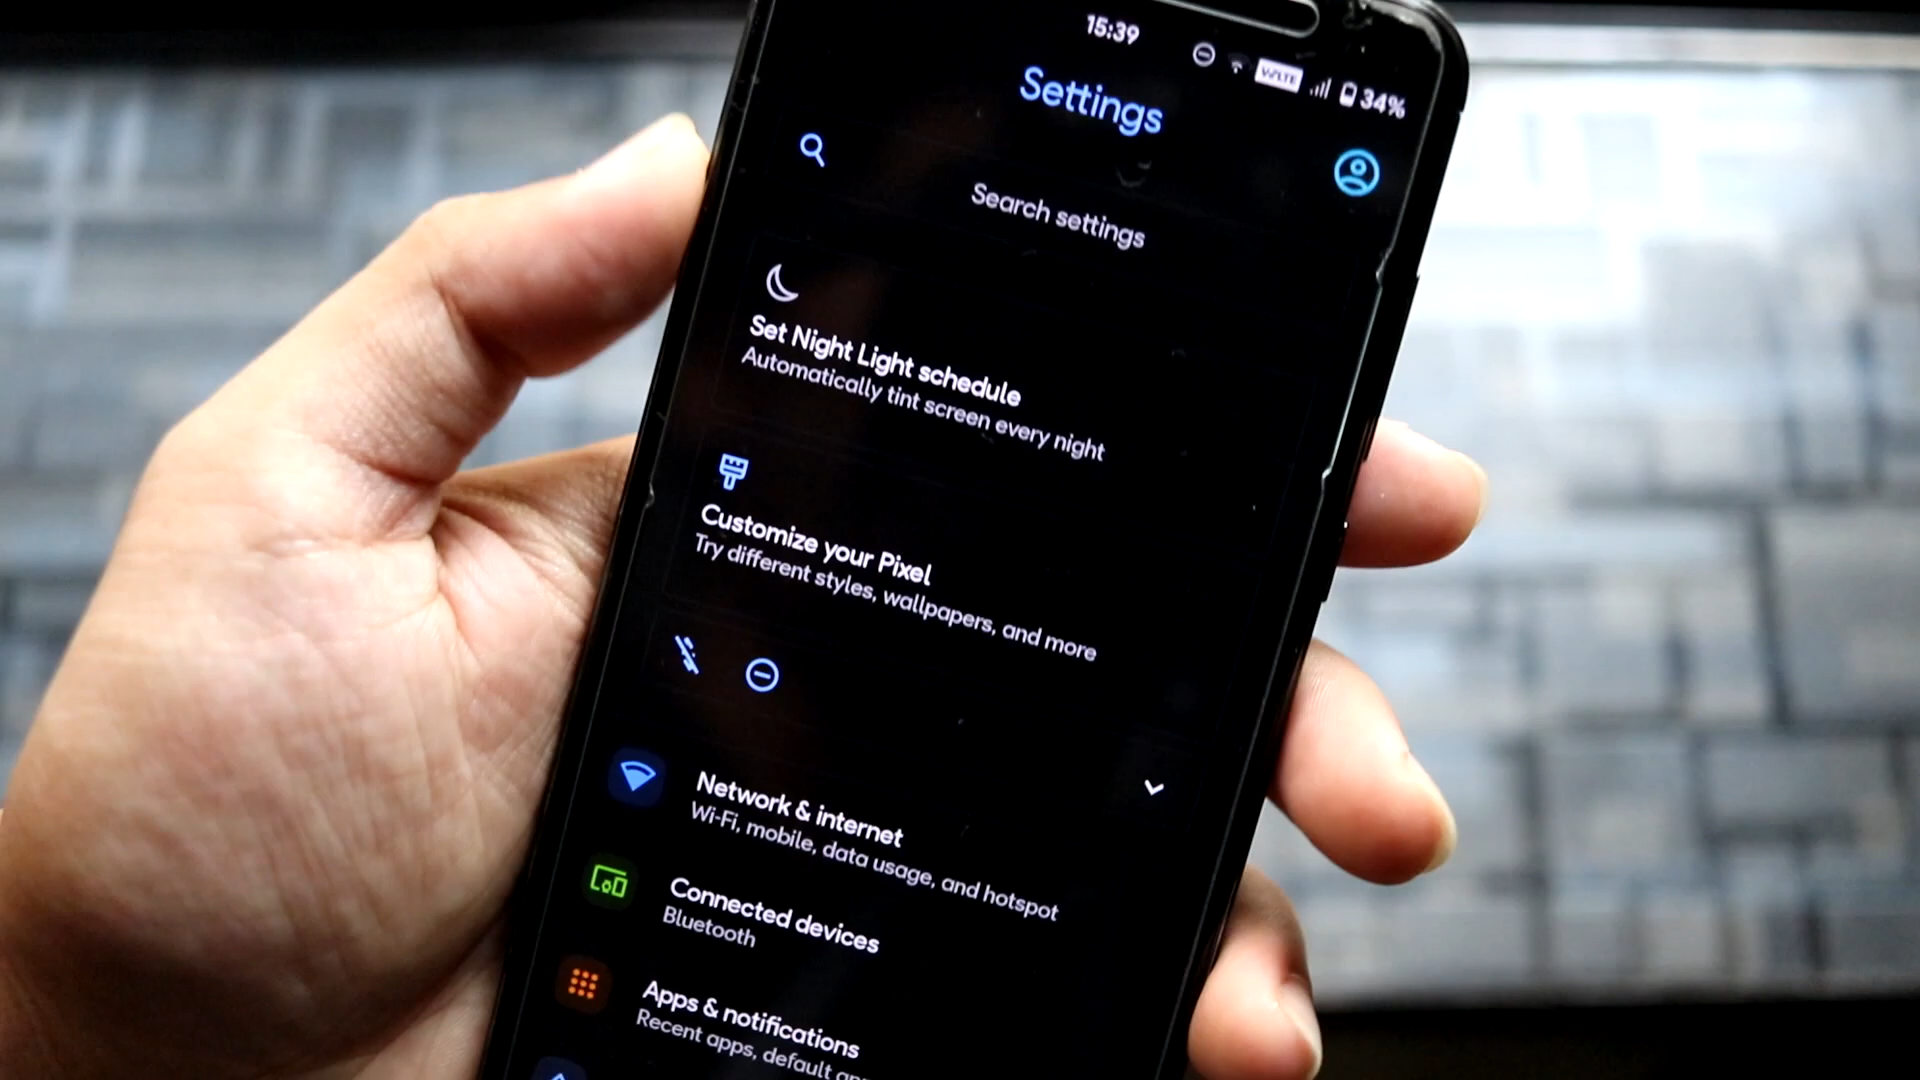 15:39
VoLTE
34%
Settings
Search settings
Set Night Light schedule
Automatically tint screen every night
Customize your Pixel
Try different styles, wallpapers, and more
Network & internet
Wi-Fi, mobile, data usage, and hotspot
Connected devices
Bluetooth
Apps & notifications
Recent apps, default